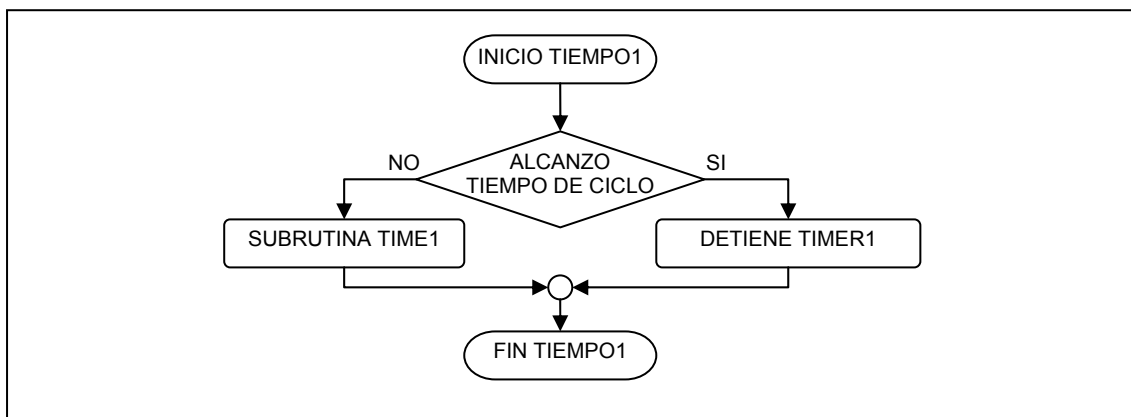 INICIO TIEMPO1
NO
ALCANZO
TIEMPO DE CICLO
SI
SUBRUTINA TIME1
DETIENE TIMER1
FIN TIEMPO1